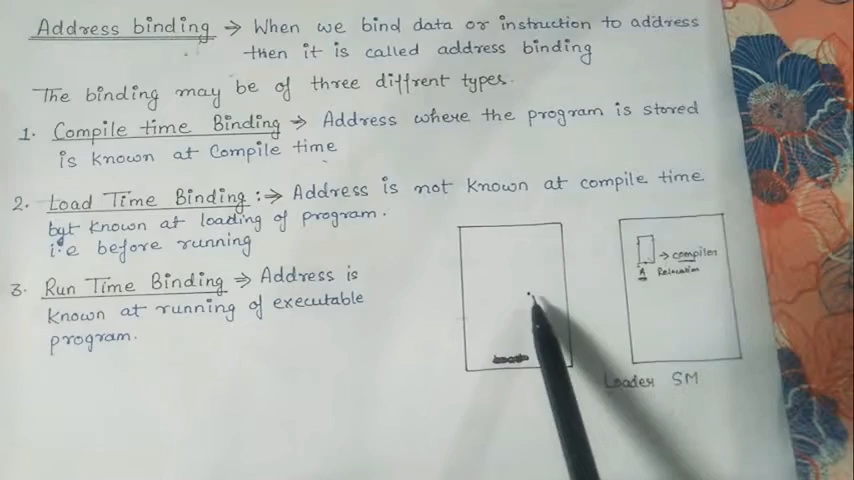 Address binding → When we bind data or instruction to address
then it is called address binding
The binding may be of three diffrent types.
1. Compile time Binding → Address where the program is stored
is known at compile time
2. Load Time Binding :→ Address is not known at compile time
but known at loading of program.
i.e before running
3. Run Time Binding → Address is
known at running of executable
program.
→ compiler
A Relocation
Loader SM